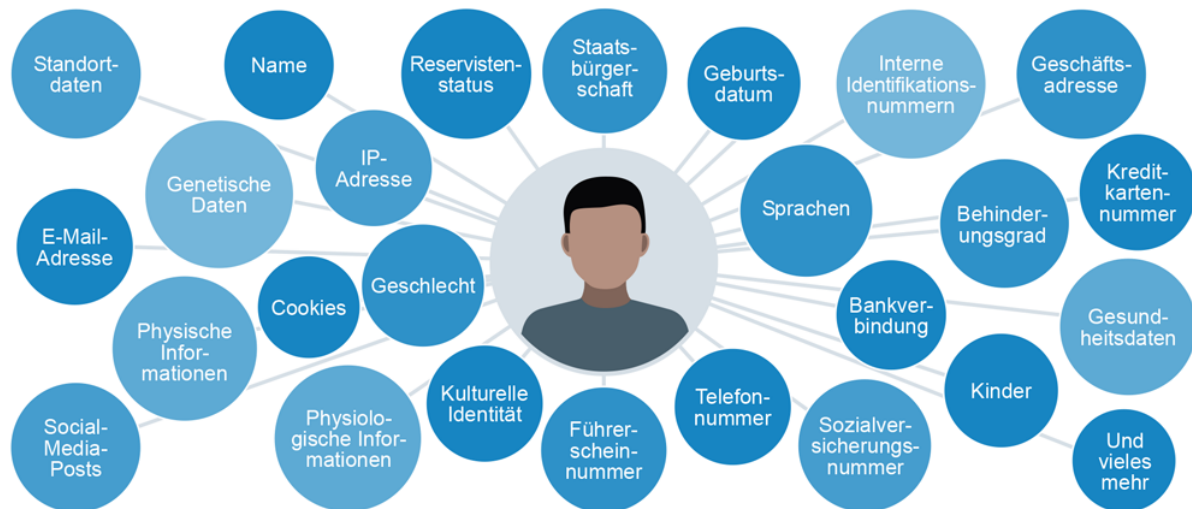 Standort-
daten
Name
Reservisten-
status
Staats-
bürger-
schaft
Geburts-
datum
Interne
Identifikations-
nummern
Geschäfts-
adresse
Genetische
Daten
IP-
Adresse
Sprachen
Behinder-
ungsgrad
Kredit-
karten-
nummer
E-Mail-
Adresse
Cookies
Geschlecht
Bankver-
bindung
Gesund-
heitsdaten
Physische
Infor-
mationen
Kulturelle
Identität
Telefon-
nummer
Kinder
Social-
Media-
Posts
Physiolo-
gische Infor-
mationen
Führer-
schein-
nummer
Sozialver-
sicherungs-
nummer
Und
vieles
mehr